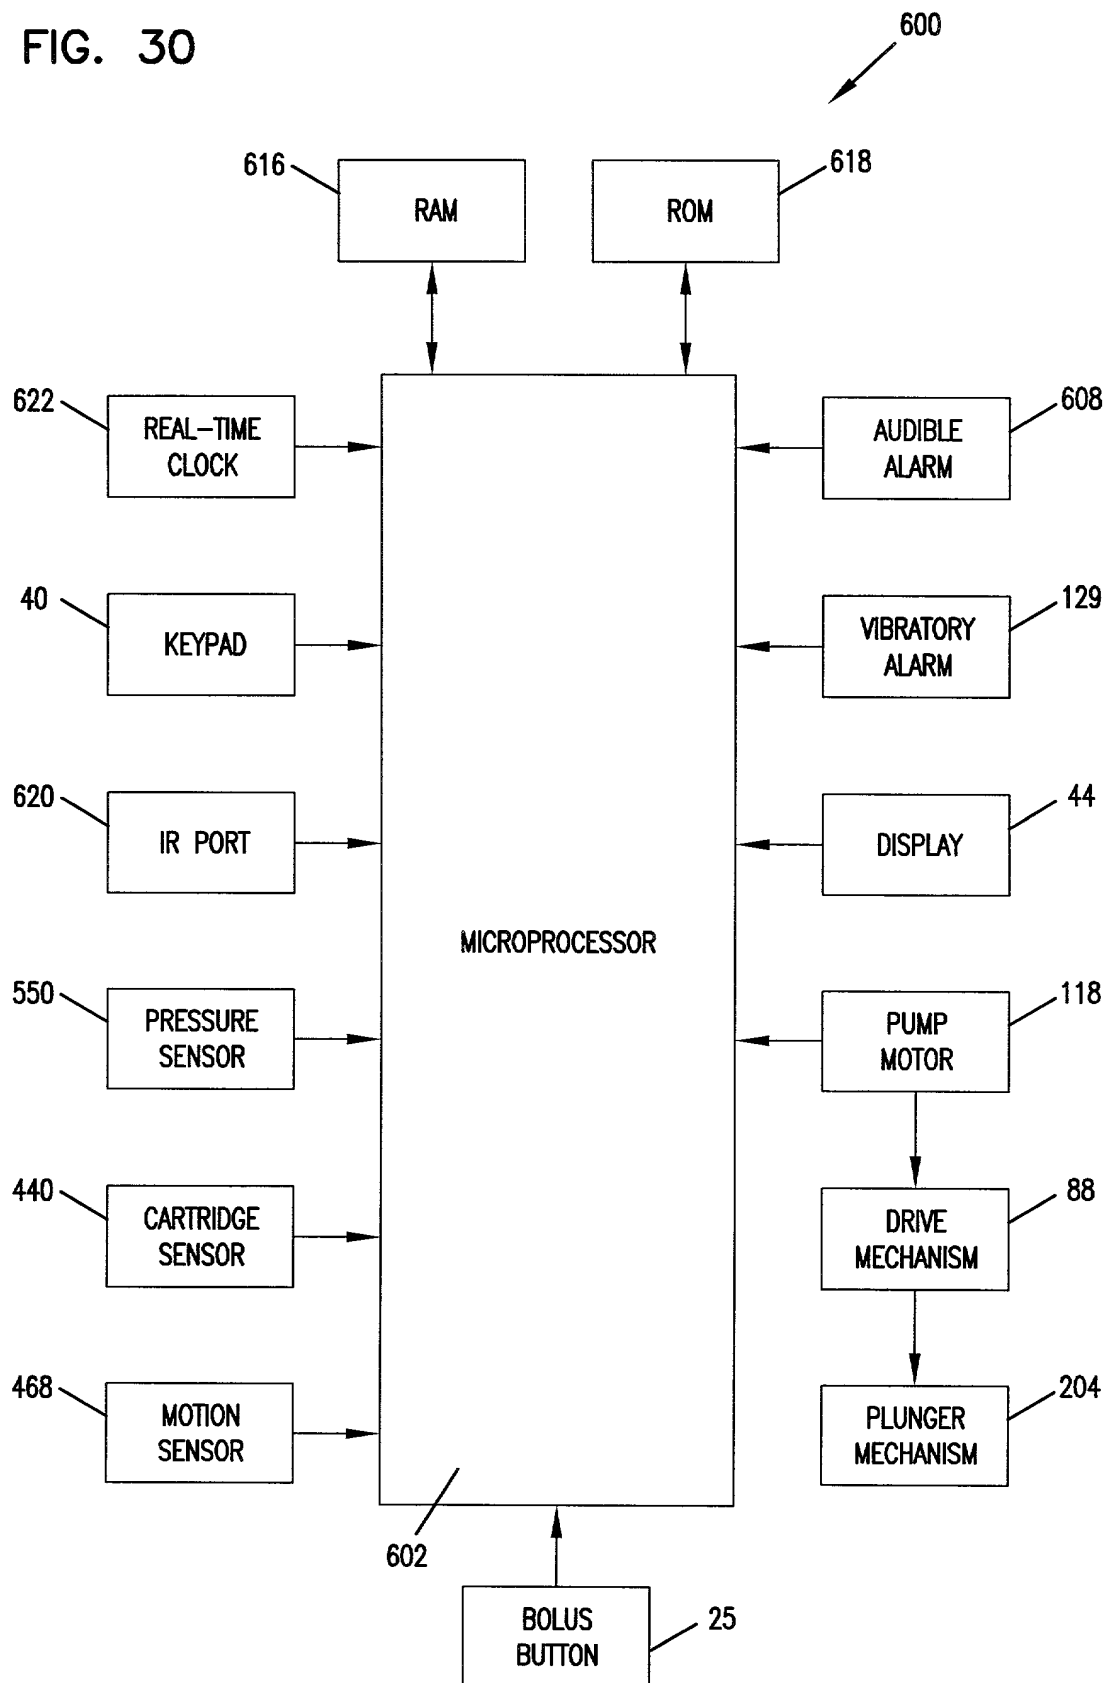 FIG. 30
600
616
RAM
618
ROM
622
REAL-TIME
CLOCK
608
AUDIBLE
ALARM
40
KEYPAD
129
VIBRATORY
ALARM
620
IR PORT
44
DISPLAY
MICROPROCESSOR
550
PRESSURE
SENSOR
118
PUMP
MOTOR
440
CARTRIDGE
SENSOR
88
DRIVE
MECHANISM
468
MOTION
SENSOR
204
PLUNGER
MECHANISM
602
BOLUS
BUTTON
25